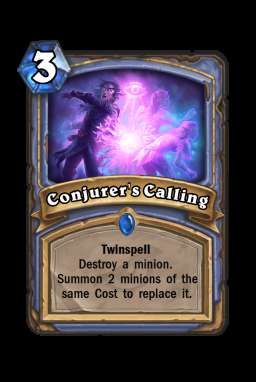 3
Conjurer's Calling
Twinspell
Destroy a minion.
Summon 2 minions of the
same Cost to replace it.